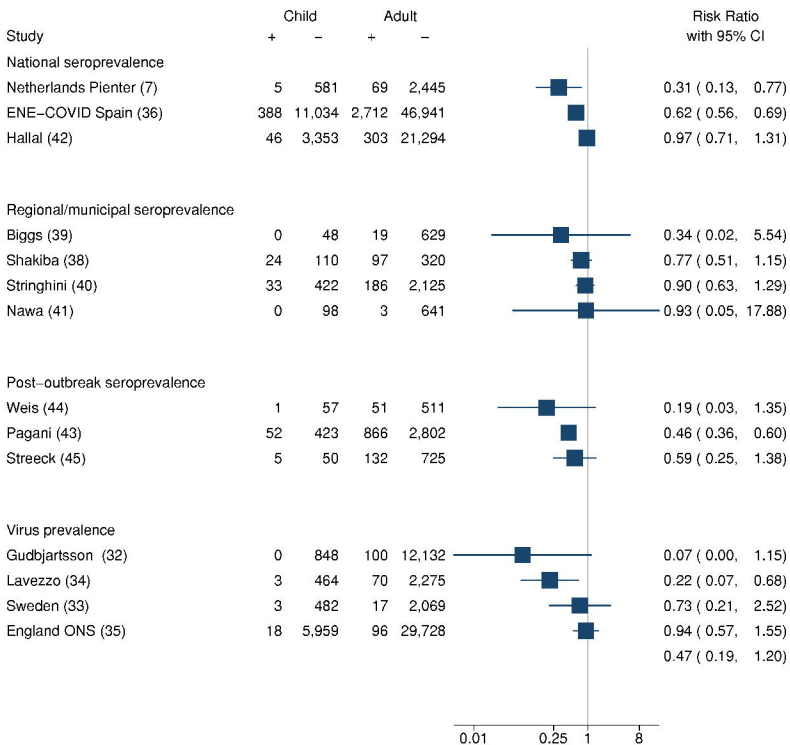 Child Adult Risk Ratio
Study + − + − with 95% CI
National seroprevalence
Netherlands Pienter (7) 5 581 69 2,445 0.31 ( 0.13, 0.77)
ENE−COVID Spain (36) 388 11,034 2,712 46,941 0.62 ( 0.56, 0.69)
Hallal (42) 46 3,353 303 21,294 0.97 ( 0.71, 1.31)
Regional/municipal seroprevalence
Biggs (39) 0 48 19 629 0.34 ( 0.02, 5.54)
Shakiba (38) 24 110 97 320 0.77 ( 0.51, 1.15)
Stringhini (40) 33 422 186 2,125 0.90 ( 0.63, 1.29)
Nawa (41) 0 98 3 641 0.93 ( 0.05, 17.88)
Post−outbreak seroprevalence
Weis (44) 1 57 51 511 0.19 ( 0.03, 1.35)
Pagani (43) 52 423 866 2,802 0.46 ( 0.36, 0.60)
Streeck (45) 5 50 132 725 0.59 ( 0.25, 1.38)
Virus prevalence
Gudbjartsson (32) 0 848 100 12,132 0.07 ( 0.00, 1.15)
Lavezzo (34) 3 464 70 2,275 0.22 ( 0.07, 0.68)
Sweden (33) 3 482 17 2,069 0.73 ( 0.21, 2.52)
England ONS (35) 18 5,959 96 29,728 0.94 ( 0.57, 1.55)
0.47 ( 0.19, 1.20)
0.01 0.25 1 8